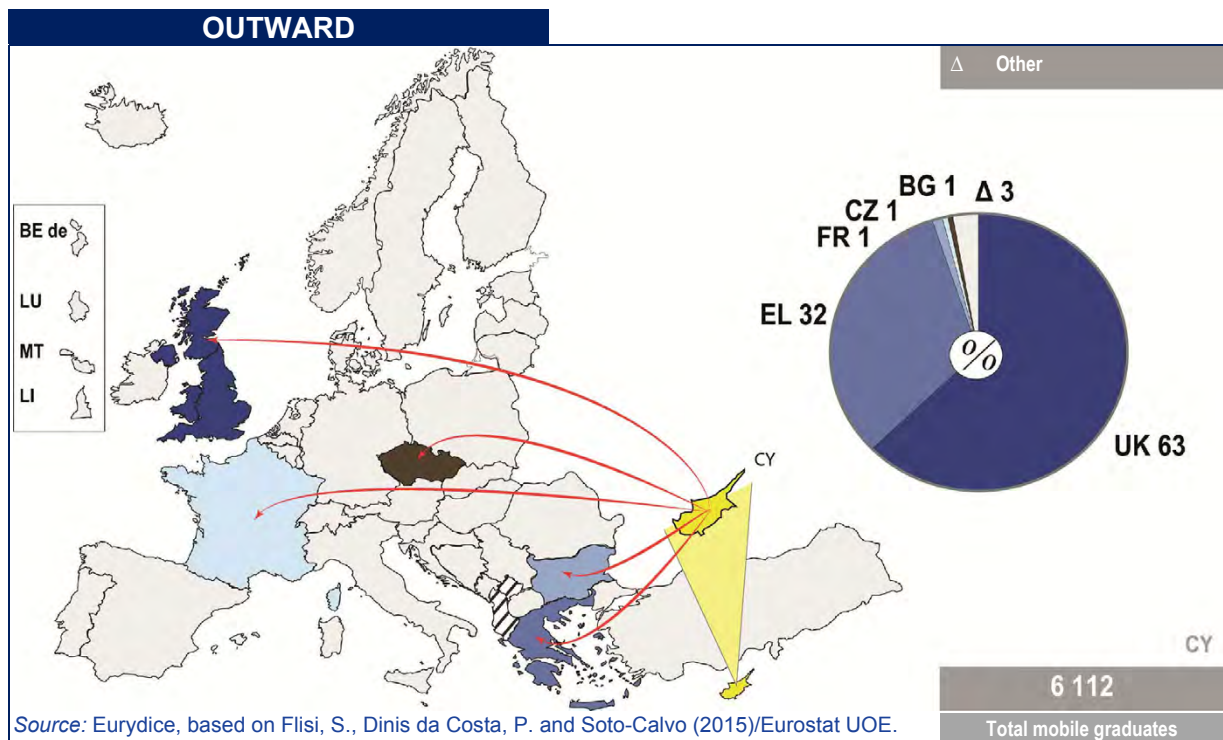 OUTWARD
Δ Other
BE de
LU
MT
LI
BG 1
Δ 3
CZ 1
FR 1
EL 32
%
UK 63
CY
CY
6 112
Total mobile graduates
Source: Eurydice, based on Flisi, S., Dinis da Costa, P. and Soto-Calvo (2015)/Eurostat UOE.